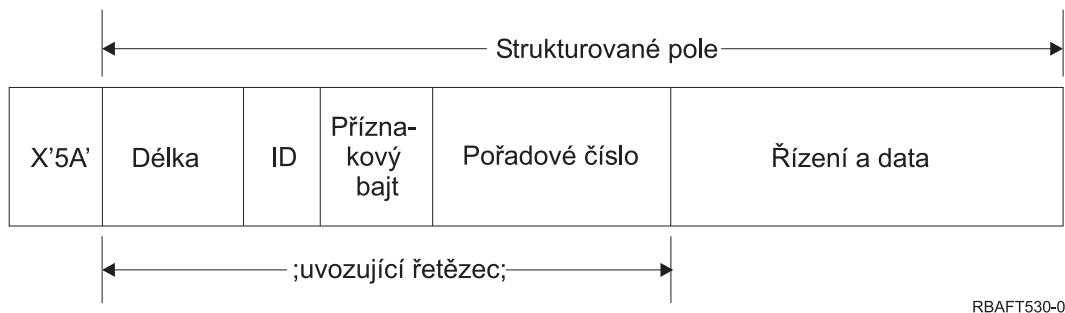 Strukturované pole
X'5A'
Délka
ID
Přízna-
kový
bajt
Pořadové číslo
Řízení a data
;uvozující řetězec;
RBAFT530-0